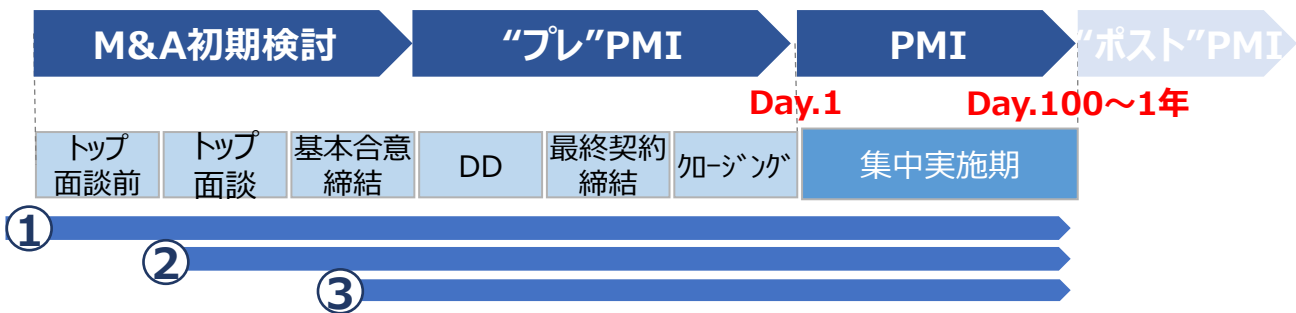 M&A初期検討
“プレ”PMI
PMI
“ポスト”PMI
Day.1
Day.100～1年
トップ
面談前
トップ
面談
基本合意
締結
DD
最終契約
締結
ｸﾛｰｼﾞﾝｸﾞ
集中実施期
①
②
③